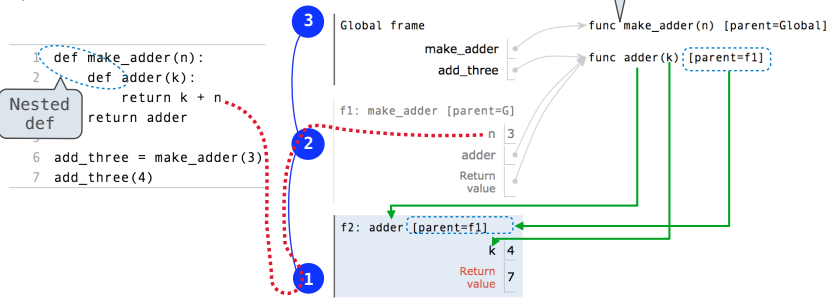 1 def make_adder(n):
2 def adder(k):
return k + n
return adder
6 add_three = make_adder(3)
7 add_three(4)
Nested
def
3
2
1
Global frame
make_adder
add_three
func make_adder(n) [parent=Global]
func adder(k) [parent=f1]
f1: make_adder [parent=G]
n 3
adder
Return
value
f2: adder [parent=f1]
k 4
Return
value 7